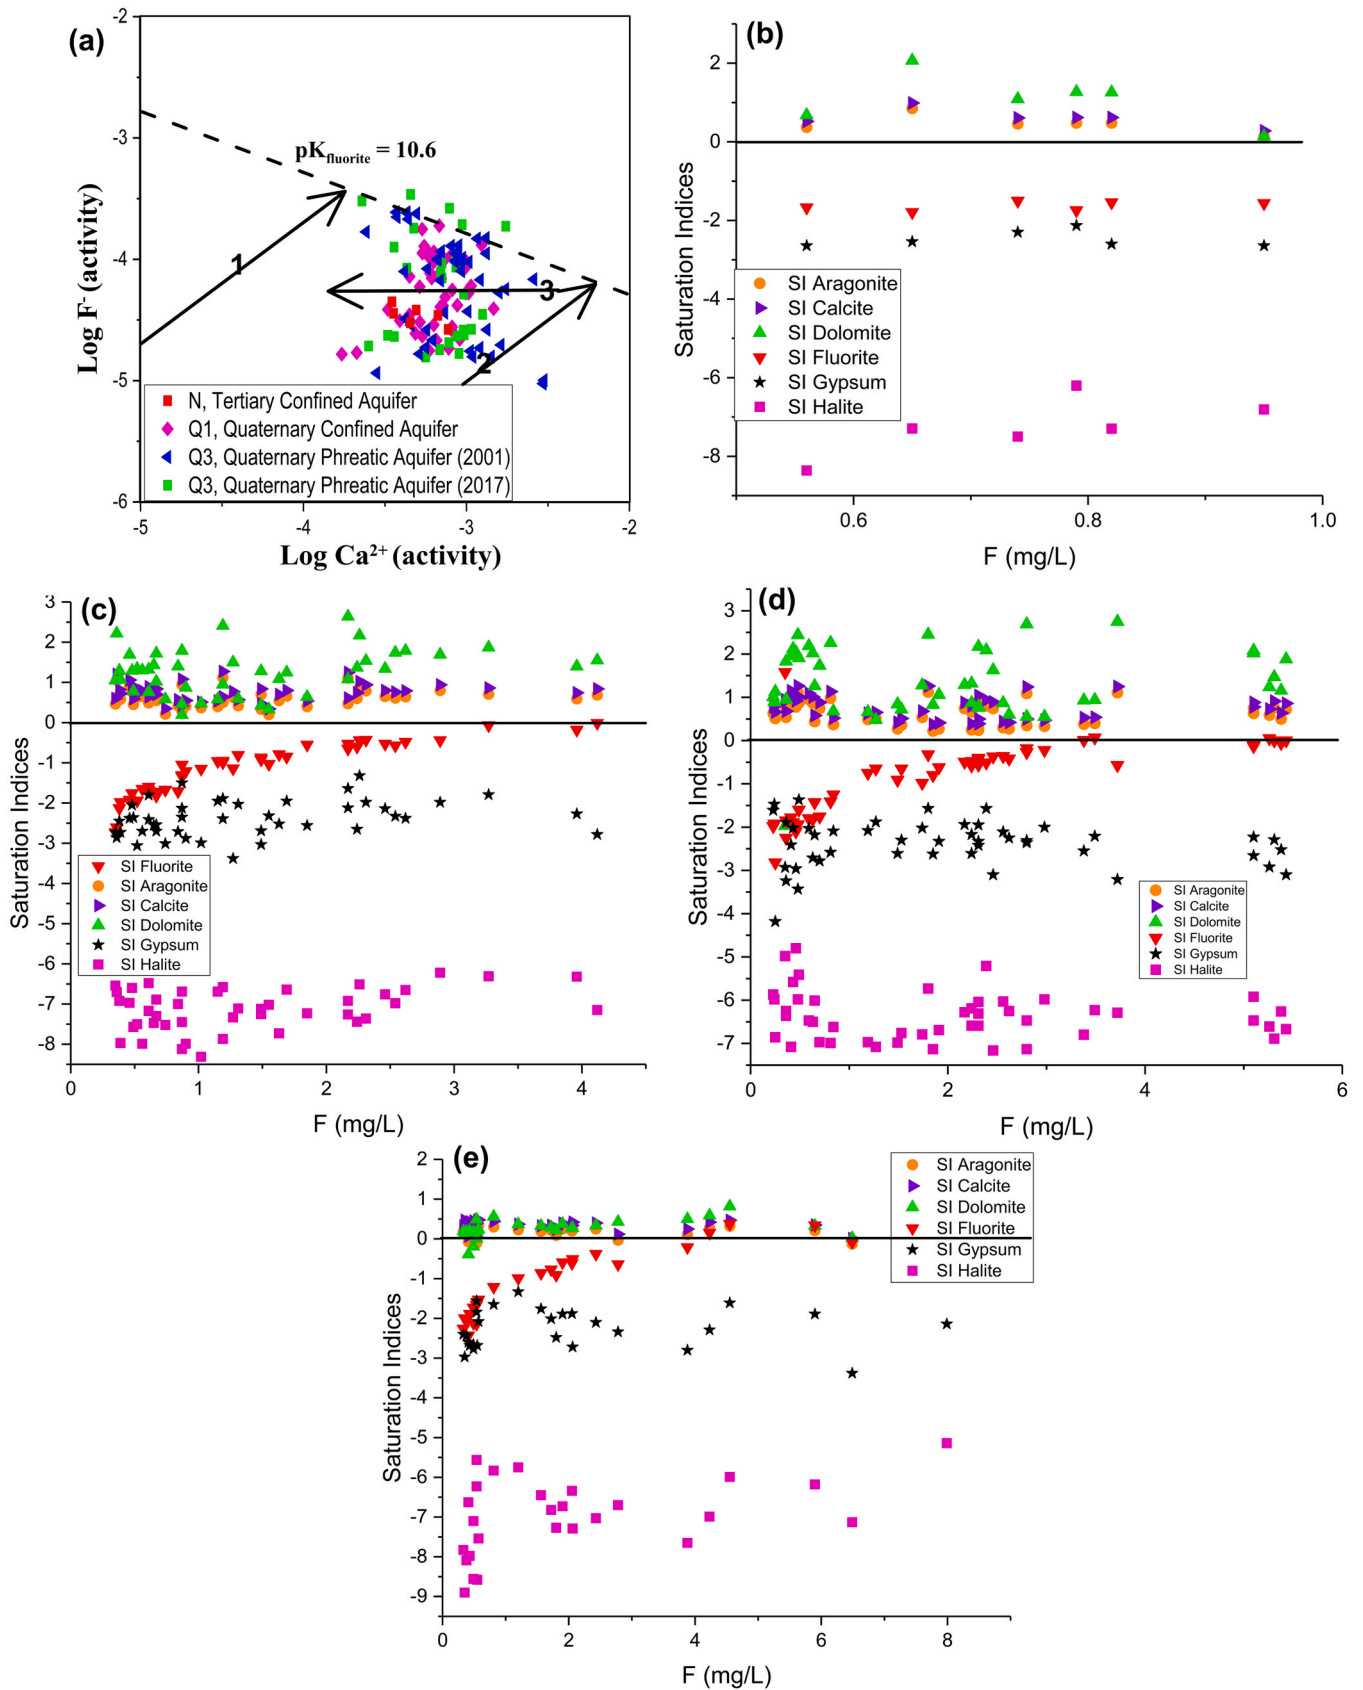 (a)
-2
-3
-4
-5
-6
Log F⁻ (activity)
pK_fluorite = 10.6
1
3
2
N, Tertiary Confined Aquifer
Q1, Quaternary Confined Aquifer
Q3, Quaternary Phreatic Aquifer (2001)
Q3, Quaternary Phreatic Aquifer (2017)
-5 -4 -3 -2
Log Ca²⁺ (activity)
(b)
2
0
-2
-4
-6
-8
Saturation Indices
SI Aragonite
SI Calcite
SI Dolomite
SI Fluorite
SI Gypsum
SI Halite
0.6 0.8 1.0
F (mg/L)
(c)
3
2
1
0
-1
-2
-3
-4
-5
-6
-7
-8
Saturation Indices
SI Fluorite
SI Aragonite
SI Calcite
SI Dolomite
SI Gypsum
SI Halite
0 1 2 3 4
F (mg/L)
(d)
3
2
1
0
-1
-2
-3
-4
-5
-6
-7
Saturation Indices
SI Aragonite
SI Calcite
SI Dolomite
SI Fluorite
SI Gypsum
SI Halite
0 2 4 6
F (mg/L)
(e)
2
1
0
-1
-2
-3
-4
-5
-6
-7
-8
-9
Saturation Indices
SI Aragonite
SI Calcite
SI Dolomite
SI Fluorite
SI Gypsum
SI Halite
0 2 4 6 8
F (mg/L)